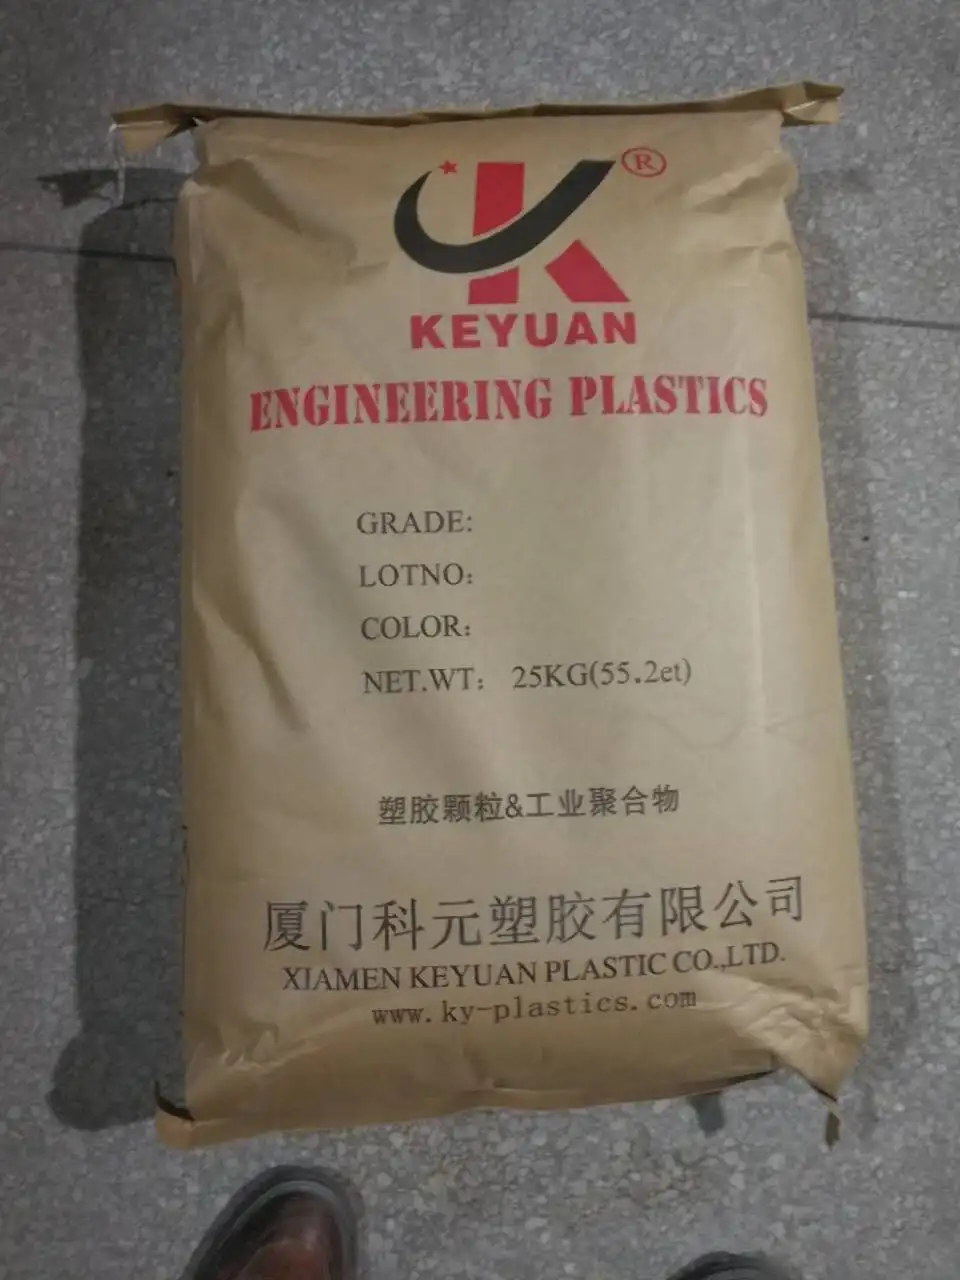 ®
KEYUAN
ENGINEERING PLASTICS
GRADE:
LOTNO:
COLOR:
NET.WT: 25KG(55.2et)
塑胶颗粒&工业聚合物
厦门科元塑胶有限公司
XIAMEN KEYUAN PLASTIC CO.,LTD.
www.ky-plastics.com